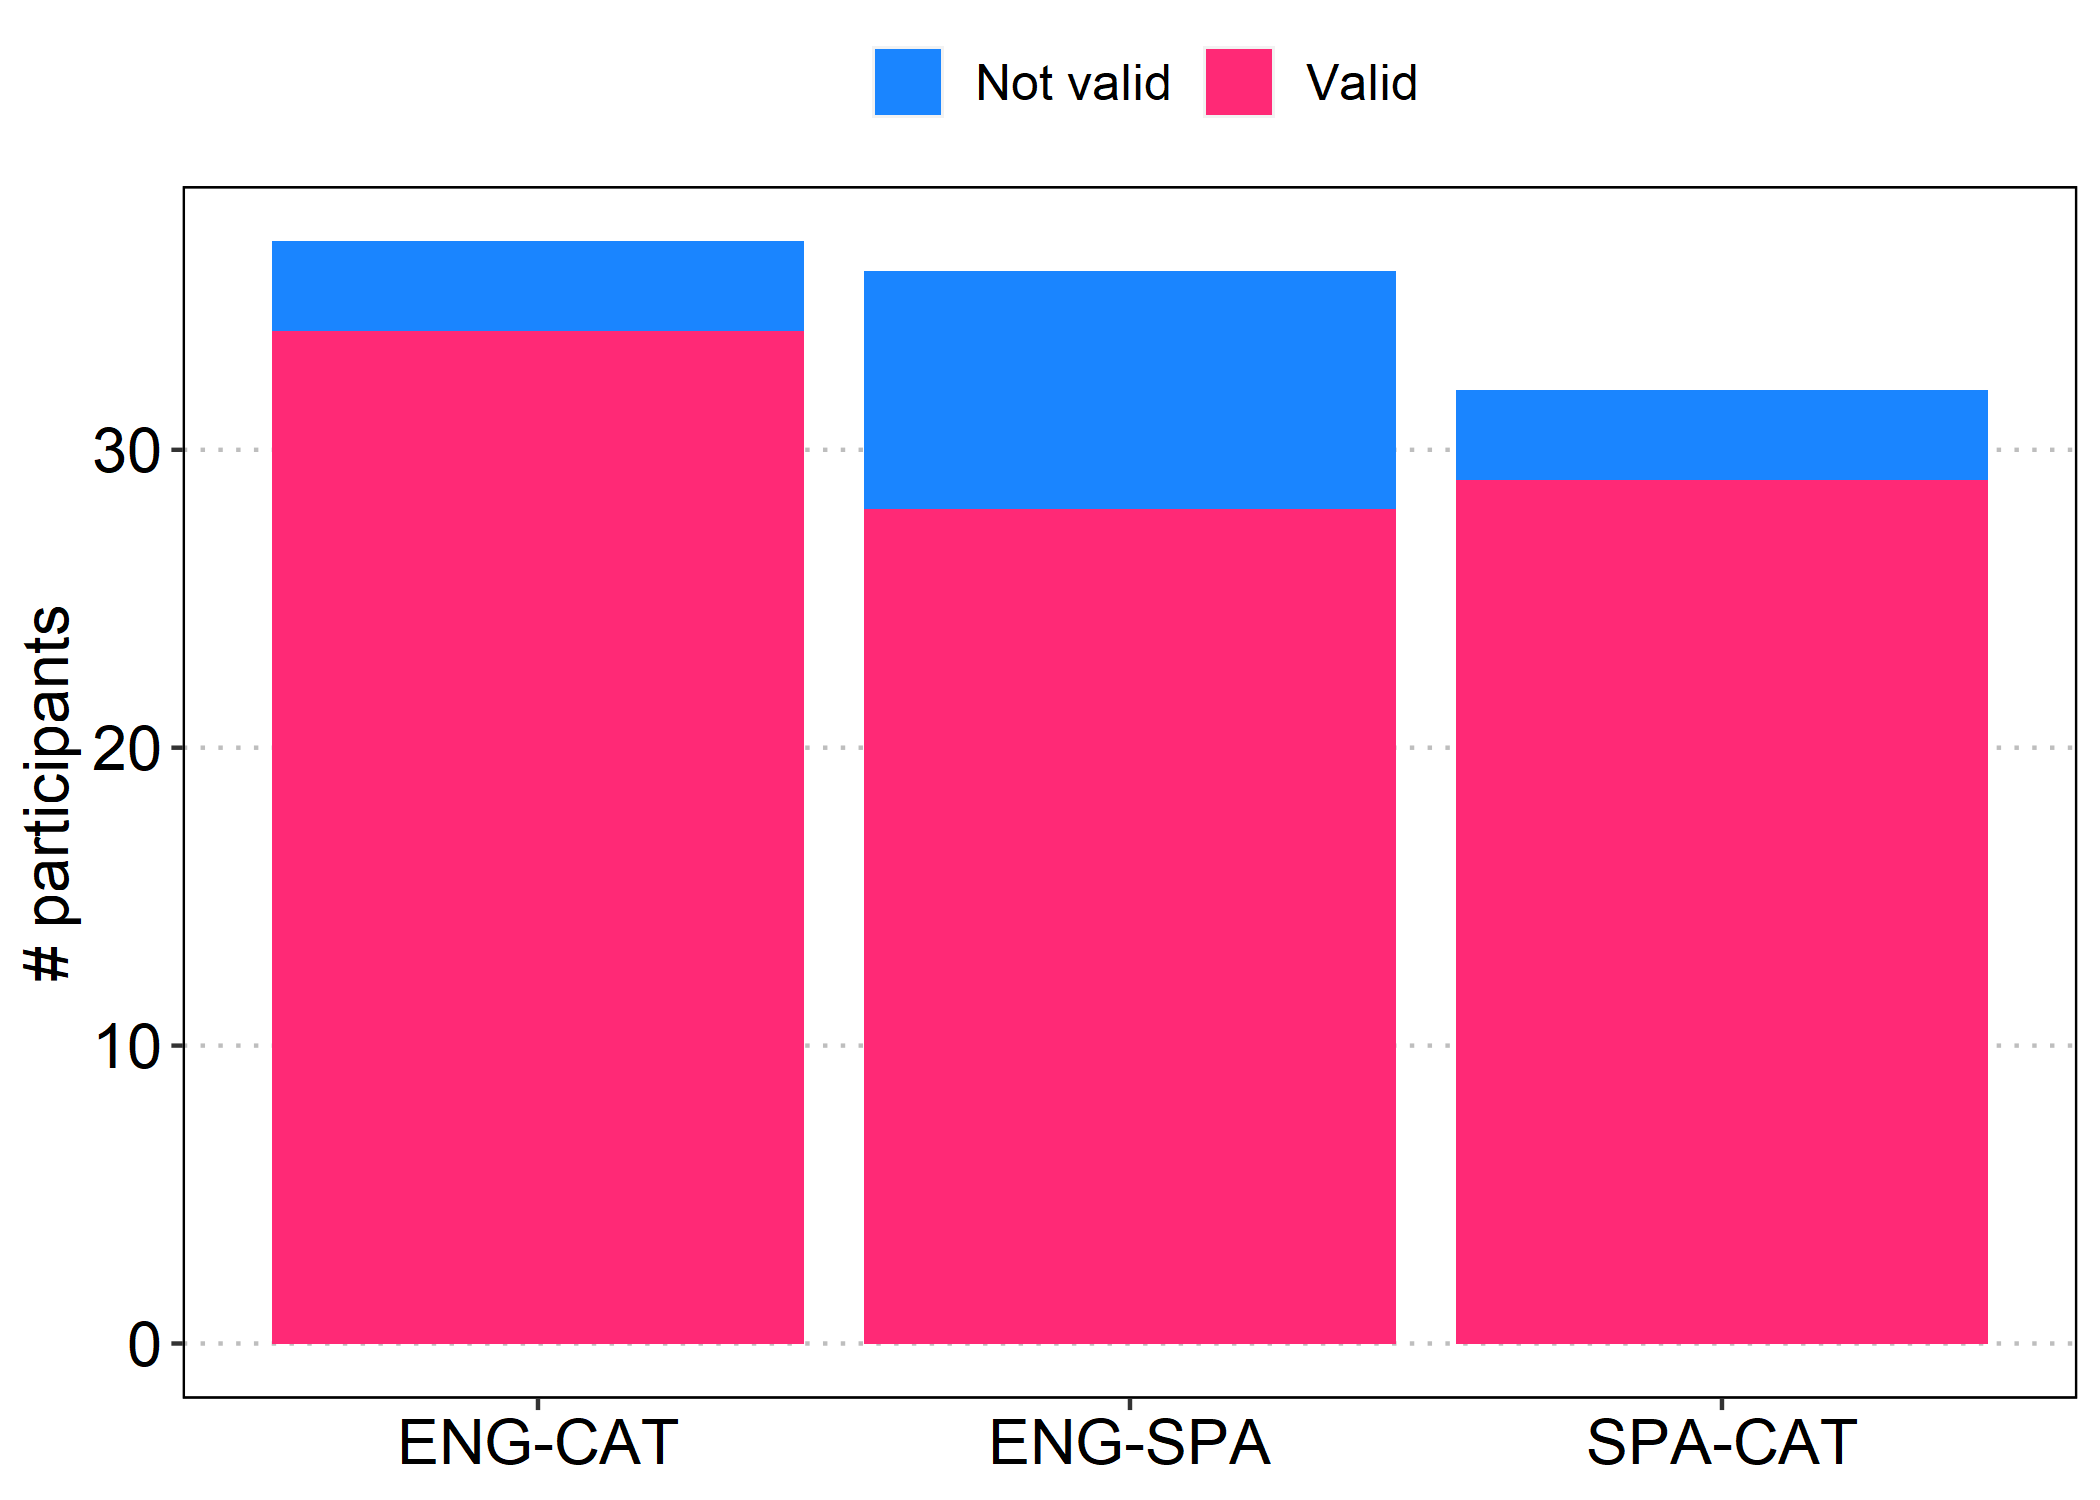 Not valid
Valid
# participants
30
20
10
0
ENG-CAT
ENG-SPA
SPA-CAT